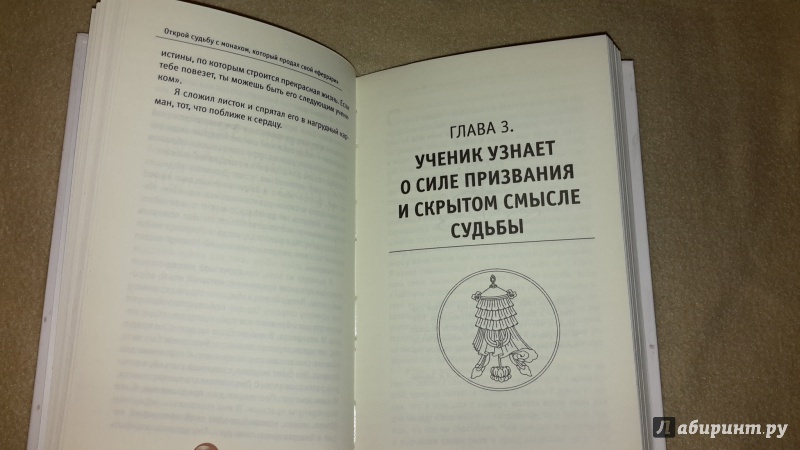 Открой судьбу с монахом, который продал свой «феррари»
истины, по которым строится прекрасная жизнь. Если
тебе повезет, ты можешь быть его следующим учени-
ком».
Я сложил листок и спрятал его в нагрудный кар-
ман, тот, что поближе к сердцу.
ГЛАВА 3.
УЧЕНИК УЗНАЕТ
О СИЛЕ ПРИЗВАНИЯ
И СКРЫТОМ СМЫСЛЕ
СУДЬБЫ
Лабиринт.ру